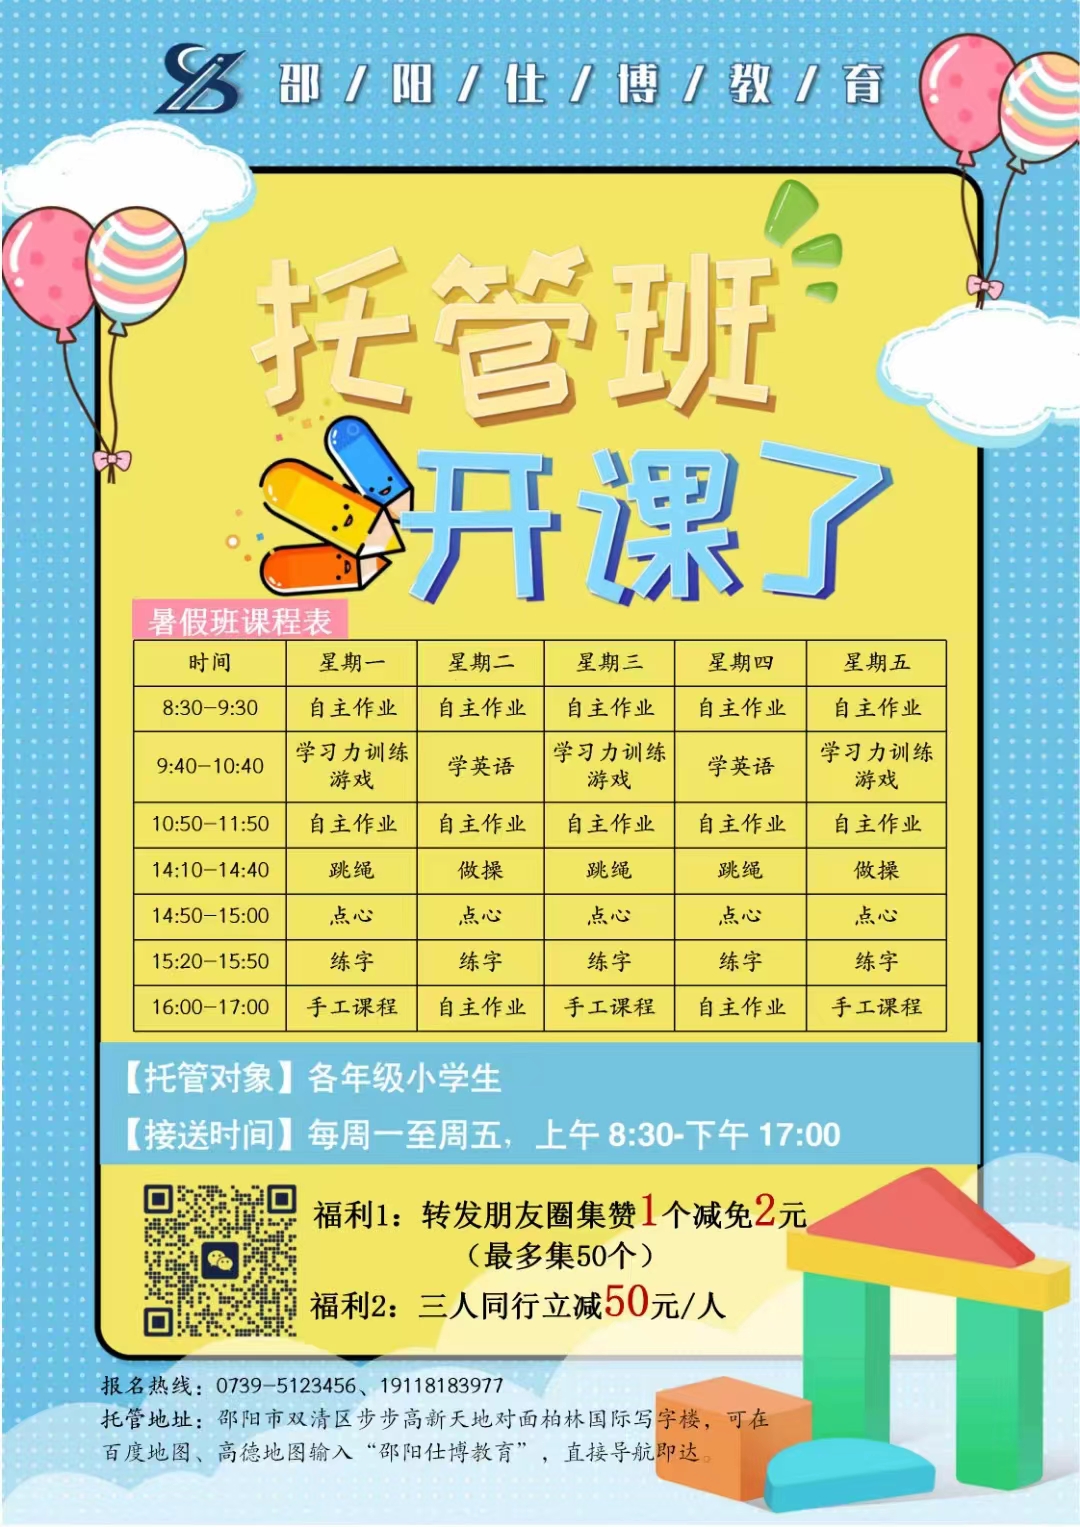 邵/阳/仕/博/教/育
托管班
开课了
暑假班课程表
时间 星期一 星期二 星期三 星期四 星期五
8:30-9:30 自主作业 自主作业 自主作业 自主作业 自主作业
9:40-10:40 学习力训练游戏 学英语 学习力训练游戏 学英语 学习力训练游戏
10:50-11:50 自主作业 自主作业 自主作业 自主作业 自主作业
14:10-14:40 跳绳 做操 跳绳 跳绳 做操
14:50-15:00 点心 点心 点心 点心 点心
15:20-15:50 练字 练字 练字 练字 练字
16:00-17:00 手工课程 自主作业 手工课程 自主作业 手工课程
【托管对象】各年级小学生
【接送时间】每周一至周五，上午 8:30-下午 17:00
福利1：转发朋友圈集赞1个减免2元
（最多集50个）
福利2：三人同行立减50元/人
报名热线：0739-5123456、19118183977
托管地址：邵阳市双清区步步高新天地对面柏林国际写字楼，可在
百度地图、高德地图输入“邵阳仕博教育”，直接导航即达。